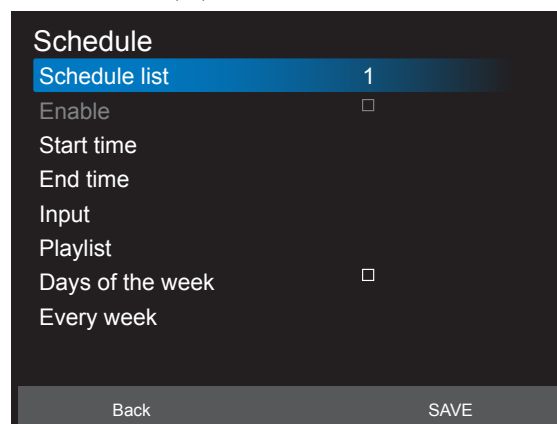 Schedule
Schedule list 1
Enable
Start time
End time
Input
Playlist
Days of the week
Every week
Back SAVE